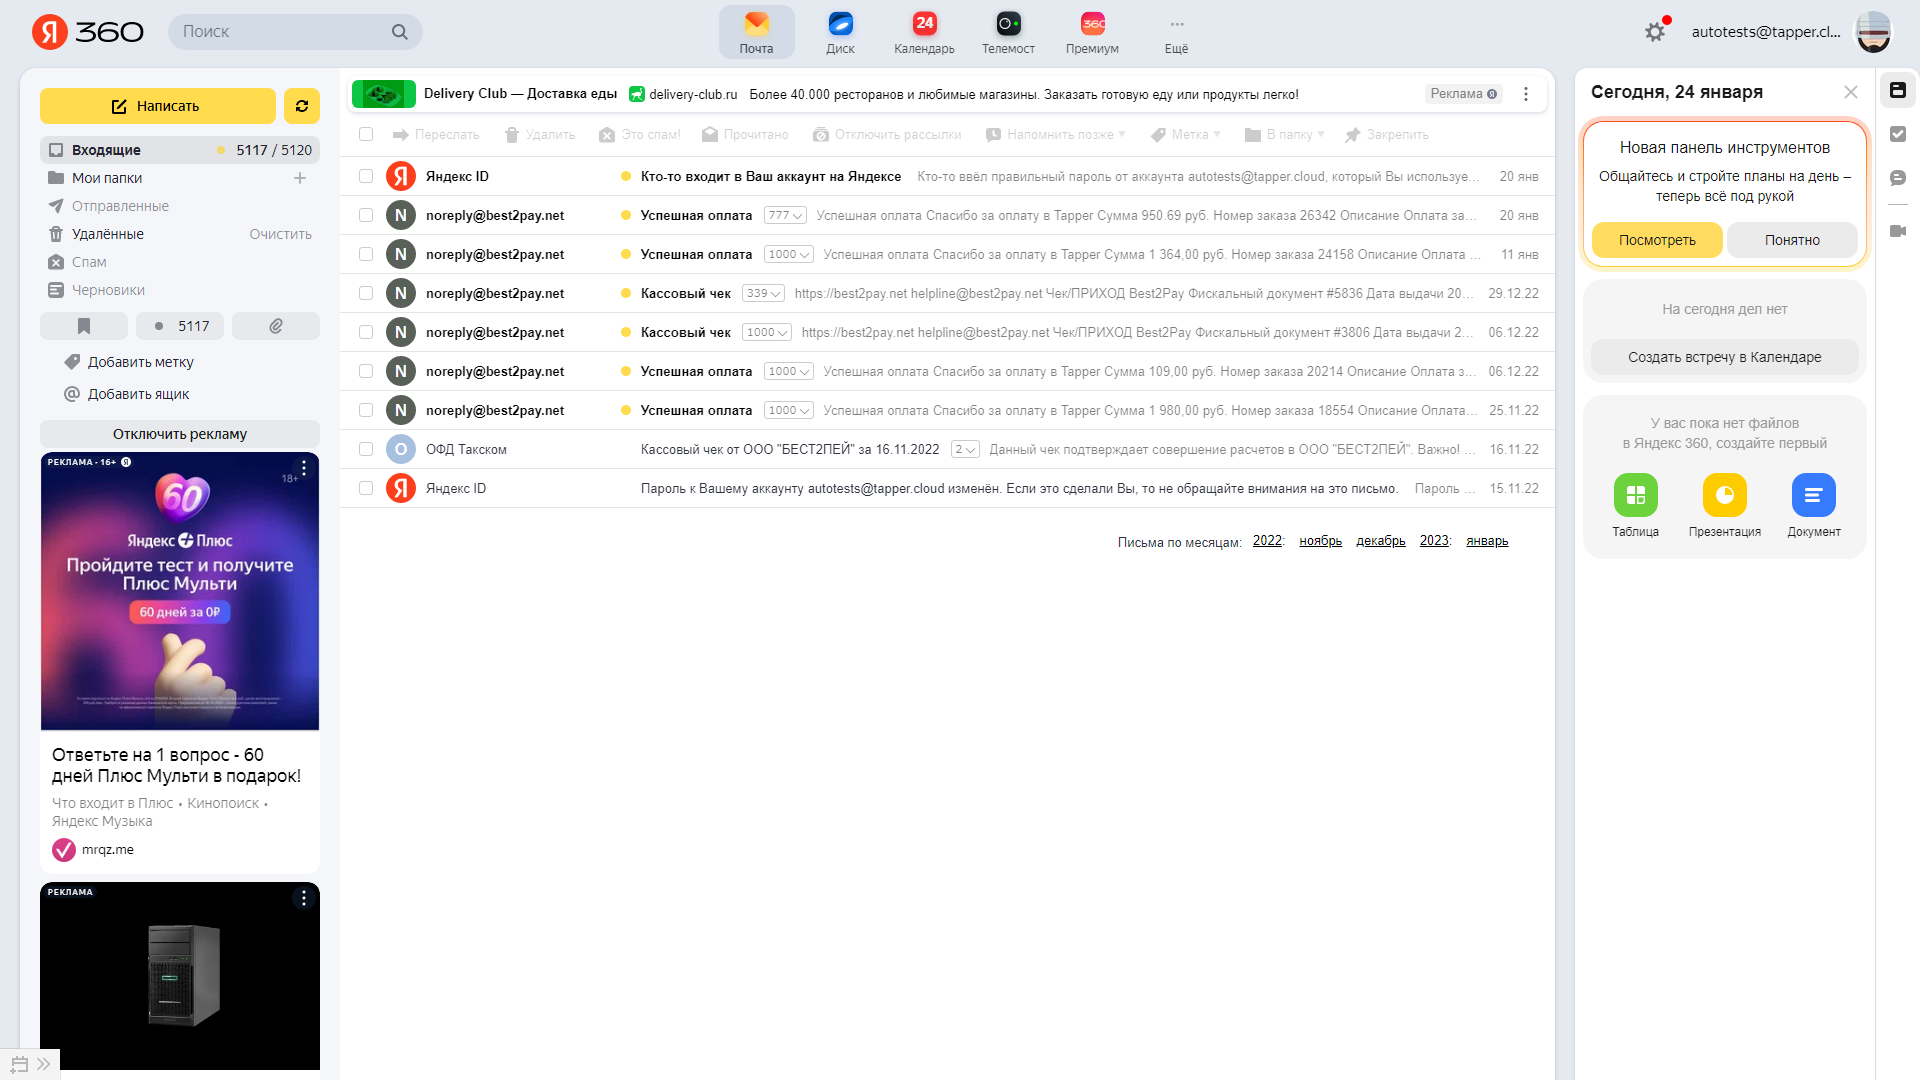 Я 360
Поиск
Почта
Диск
24
Календарь
Телемост
360
Премиум
Ещё
autotests@tapper.cl...
Написать
Входящие 5117 / 5120
Мои папки
Отправленные
Удалённые Очистить
Спам
Черновики
5117
Добавить метку
Добавить ящик
Отключить рекламу
РЕКЛАМА • 16+
18+
60
Яндекс Плюс
Пройдите тест и получите
Плюс Мульти
60 дней за 0₽
Ответьте на 1 вопрос - 60
дней Плюс Мульти в подарок!
Что входит в Плюс • Кинопоиск •
Яндекс Музыка
mrqz.me
РЕКЛАМА
Delivery Club — Доставка еды delivery-club.ru Более 40.000 ресторанов и любимые магазины. Заказать готовую еду или продукты легко! Реклама
Переслать Удалить Это спам! Прочитано Отключить рассылки Напомнить позже Метка В папку Закрепить
Я Яндекс ID Кто-то входит в Ваш аккаунт на Яндексе Кто-то ввёл правильный пароль от аккаунта autotests@tapper.cloud, который Вы используе... 20 янв
N noreply@best2pay.net Успешная оплата 777 Успешная оплата Спасибо за оплату в Tapper Сумма 950.69 руб. Номер заказа 26342 Описание Оплата за... 20 янв
N noreply@best2pay.net Успешная оплата 1000 Успешная оплата Спасибо за оплату в Tapper Сумма 1 364,00 руб. Номер заказа 24158 Описание Оплата ... 11 янв
N noreply@best2pay.net Кассовый чек 339 https://best2pay.net helpline@best2pay.net Чек/ПРИХОД Best2Pay Фискальный документ #5836 Дата выдачи 20... 29.12.22
N noreply@best2pay.net Кассовый чек 1000 https://best2pay.net helpline@best2pay.net Чек/ПРИХОД Best2Pay Фискальный документ #3806 Дата выдачи 2... 06.12.22
N noreply@best2pay.net Успешная оплата 1000 Успешная оплата Спасибо за оплату в Tapper Сумма 109,00 руб. Номер заказа 20214 Описание Оплата з... 06.12.22
N noreply@best2pay.net Успешная оплата 1000 Успешная оплата Спасибо за оплату в Tapper Сумма 1 980,00 руб. Номер заказа 18554 Описание Оплата... 25.11.22
О ОФД Такском Кассовый чек от ООО "БЕСТ2ПЕЙ" за 16.11.2022 2 Данный чек подтверждает совершение расчетов в ООО "БЕСТ2ПЕЙ". Важно! ... 16.11.22
Я Яндекс ID Пароль к Вашему аккаунту autotests@tapper.cloud изменён. Если это сделали Вы, то не обращайте внимания на это письмо. Пароль ... 15.11.22
Письма по месяцам: 2022: ноябрь декабрь 2023: январь
Сегодня, 24 января
Новая панель инструментов
Общайтесь и стройте планы на день –
теперь всё под рукой
Посмотреть Понятно
На сегодня дел нет
Создать встречу в Календаре
У вас пока нет файлов
в Яндекс 360, создайте первый
Таблица Презентация Документ